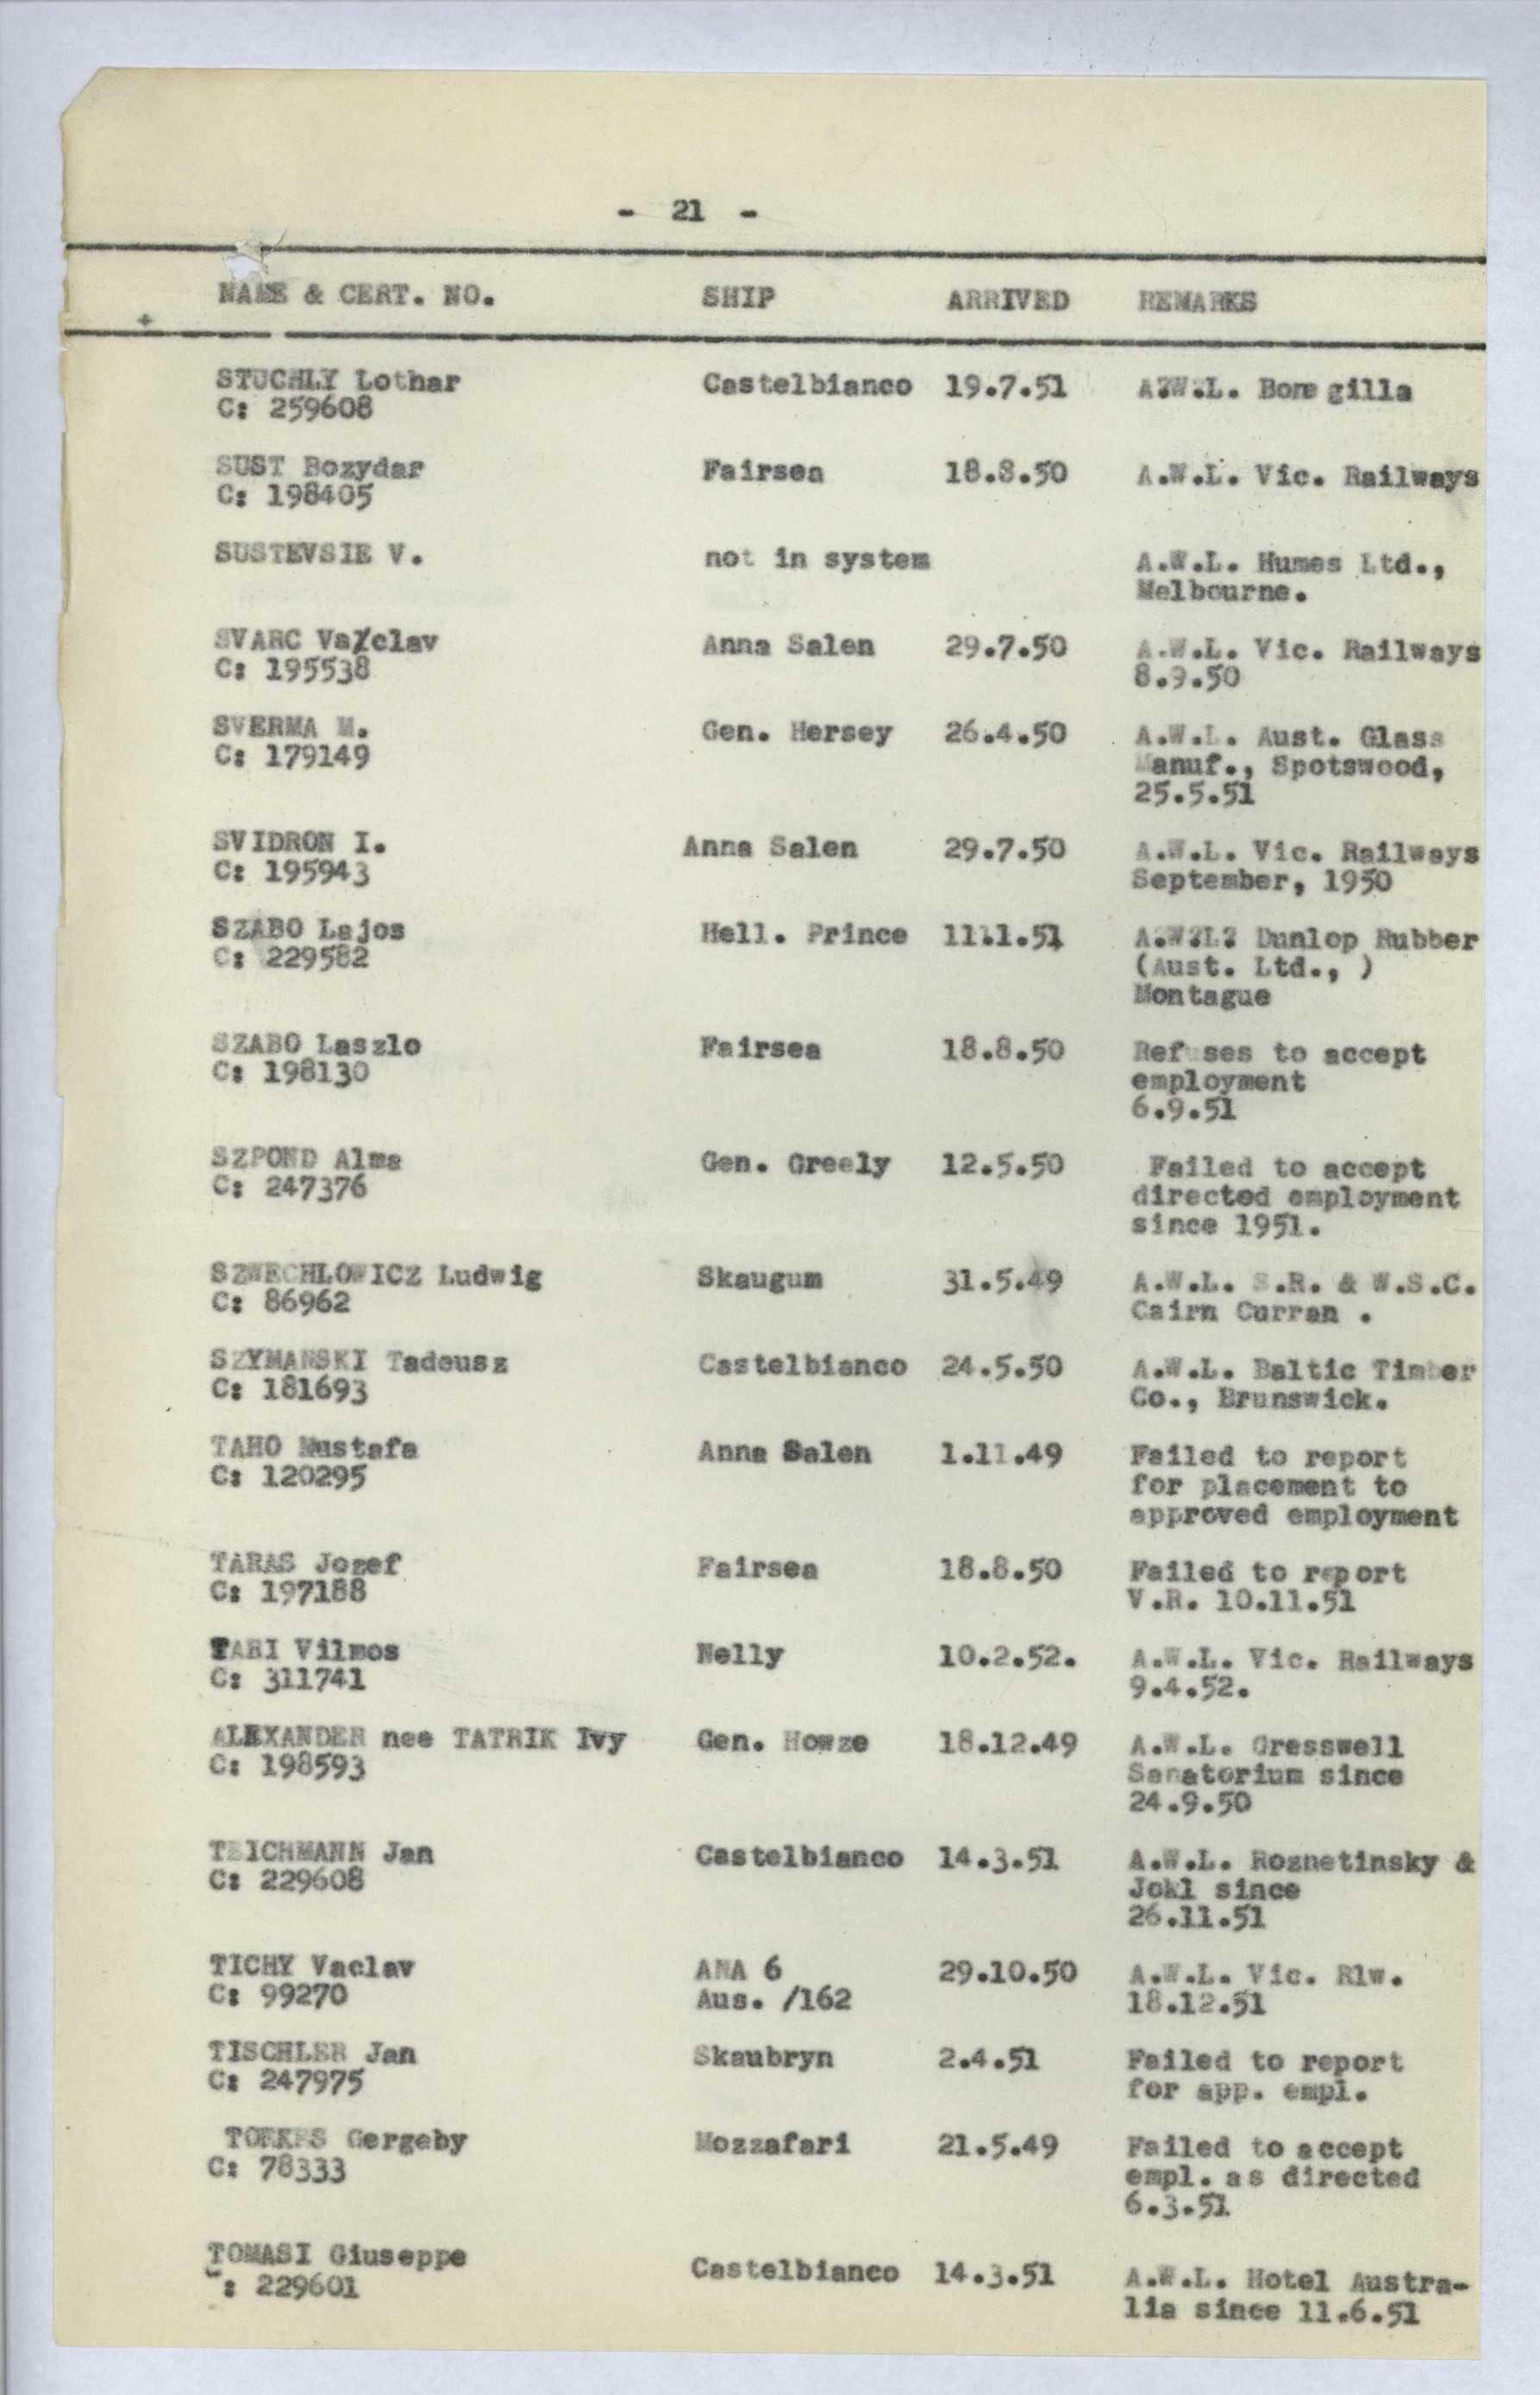 - 21 -
NAME & CERT. NO. SHIP ARRIVED REMARKS
STUCHLY Lothar Castelbianco 19.7.51 A?W?L. Bonegilla
C: 259608
SUST Bozydar Fairsea 18.8.50 A.W.L. Vic. Railways
C: 198405
SUSTEVSIE V. not in system A.W.L. Humes Ltd.,
Melbourne.
SVARC Va/clav Anna Salen 29.7.50 A.W.L. Vic. Railways
C: 195538 8.9.50
SVERMA M. Gen. Hersey 26.4.50 A.W.L. Aust. Glass
C: 179149 Manuf., Spotswood,
25.5.51
SVIDRON I. Anna Salen 29.7.50 A.W.L. Vic. Railways
C: 195943 September, 1950
SZABO Lajos Hell. Prince 1111.51 A.W?L? Dunlop Rubber
C: 229582 (Aust. Ltd., )
Montague
SZABO Laszlo Fairsea 18.8.50 Refuses to accept
C: 198130 employment
6.9.51
SZPOND Alma Gen. Greely 12.5.50 Failed to accept
C: 247376 directed employment
since 1951.
SZWECHLOWICZ Ludwig Skaugum 31.5.49 A.W.L. S.R. & W.S.C.
C: 86962 Cairn Curran .
SZYMANSKI Tadeusz Castelbianco 24.5.50 A.W.L. Baltic Timber
C: 181693 Co., Brunswick.
TAHO Mustafa Anna Salen 1.11.49 Failed to report
C: 120295 for placement to
approved employment
TARAS Jozef Fairsea 18.8.50 Failed to report
C: 197188 V.R. 10.11.51
TARI Vilmos Nelly 10.2.52. A.W.L. Vic. Railways
C: 311741 9.4.52.
ALEXANDER nee TATRIK Ivy Gen. Howze 18.12.49 A.W.L. Gresswell
C: 198593 Sanatorium since
24.9.50
TEICHMANN Jan Castelbianco 14.3.51 A.W.L. Roznetinsky &
C: 229608 Jokl since
26.11.51
TICHY Vaclav ANA 6 29.10.50 A.W.L. Vic. Rlw.
C: 99270 Aus. /162 18.12.51
TISCHLER Jan Skaubryn 2.4.51 Failed to report
C: 247975 for app. empl.
TOEKES Gergeby Mozzafari 21.5.49 Failed to accept
C: 78333 empl. as directed
6.3.51
TOMASI Giuseppe Castelbianco 14.3.51 A.W.L. Hotel Austra-
C: 229601 lia since 11.6.51